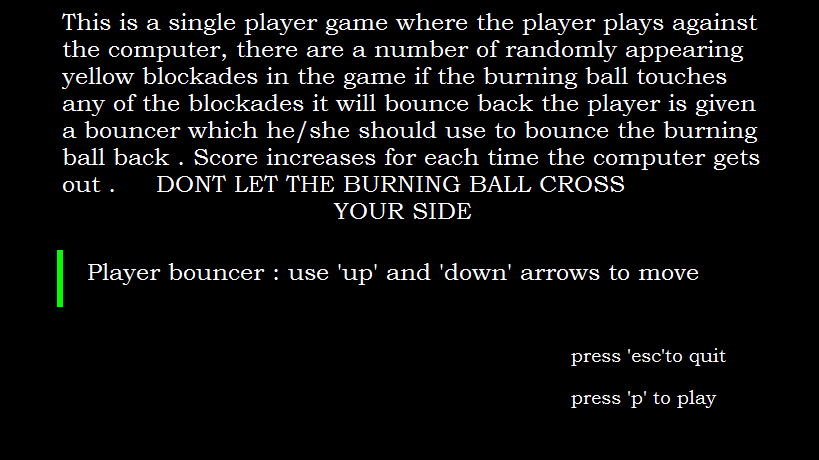 This is a single player game where the player plays against
the computer, there are a number of randomly appearing
yellow blockades in the game if the burning ball touches
any of the blockades it will bounce back the player is given
a bouncer which he/she should use to bounce the burning
ball back . Score increases for each time the computer gets
out . DONT LET THE BURNING BALL CROSS
YOUR SIDE
Player bouncer : use 'up' and 'down' arrows to move
press 'esc'to quit
press 'p' to play